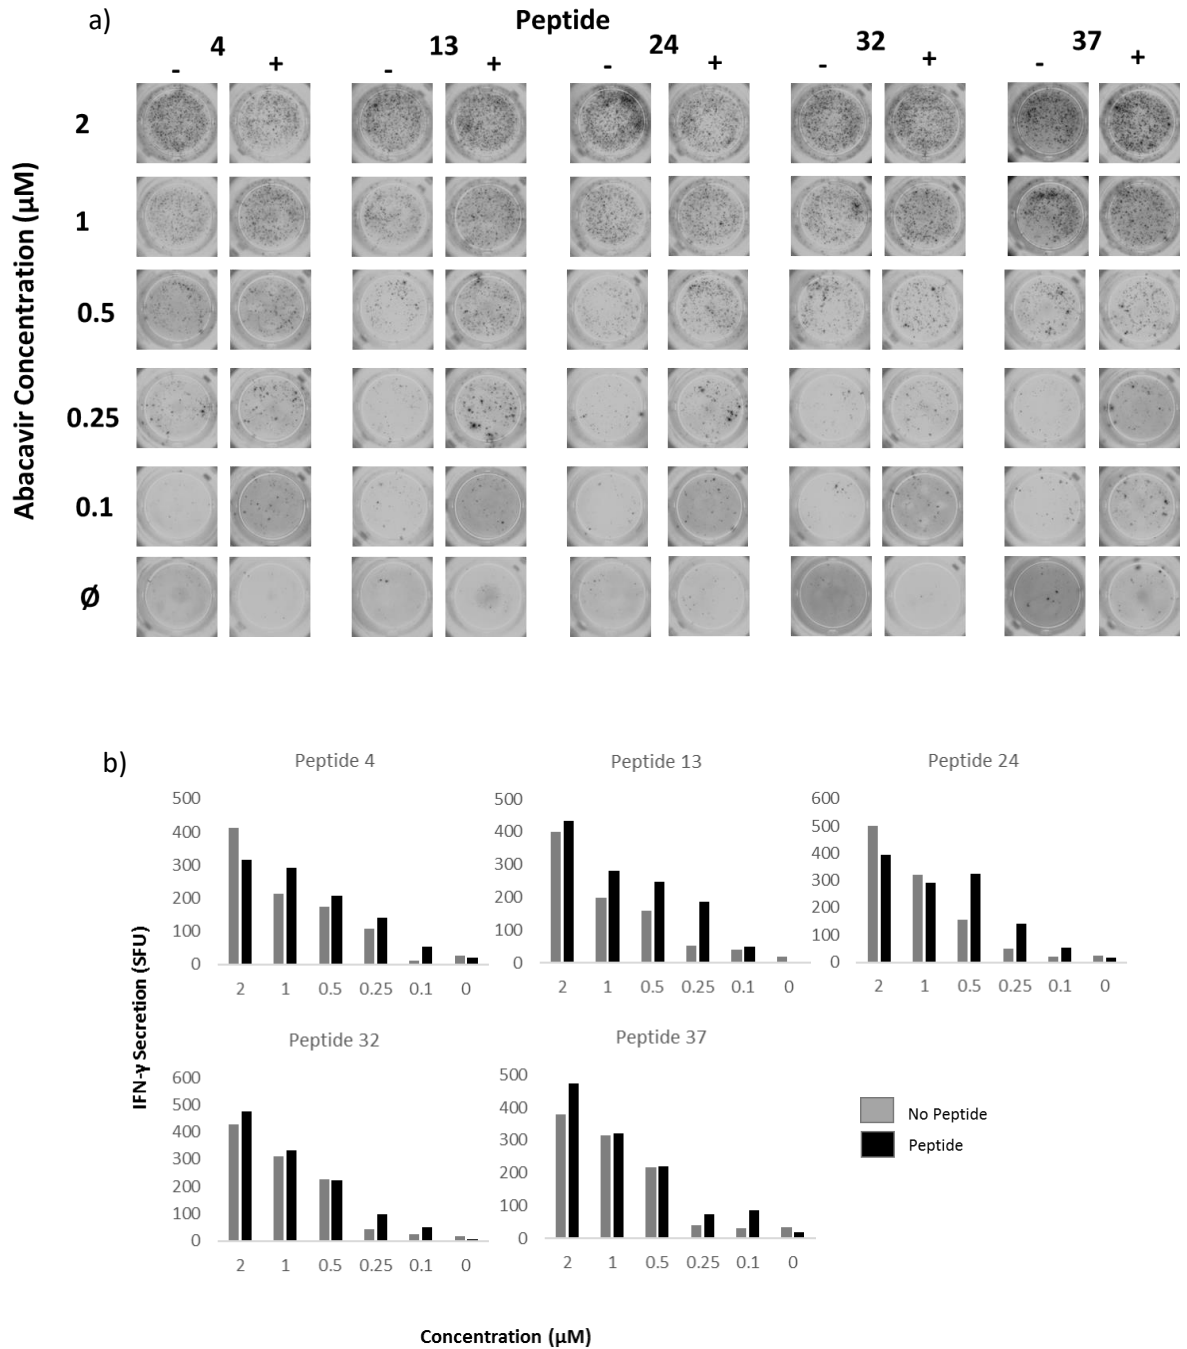 a)
Peptide
4 13 24 32 37
- + - + - + - + - +
Abacavir Concentration (µM)
2
1
0.5
0.25
0.1
Ø
b)
IFN-γ Secretion (SFU)
Peptide 4
500
400
300
200
100
0
2 1 0.5 0.25 0.1 0
Peptide 13
500
400
300
200
100
0
2 1 0.5 0.25 0.1 0
Peptide 24
600
500
400
300
200
100
0
2 1 0.5 0.25 0.1 0
Peptide 32
600
500
400
300
200
100
0
2 1 0.5 0.25 0.1 0
Peptide 37
500
400
300
200
100
0
2 1 0.5 0.25 0.1 0
No Peptide
Peptide
Concentration (µM)